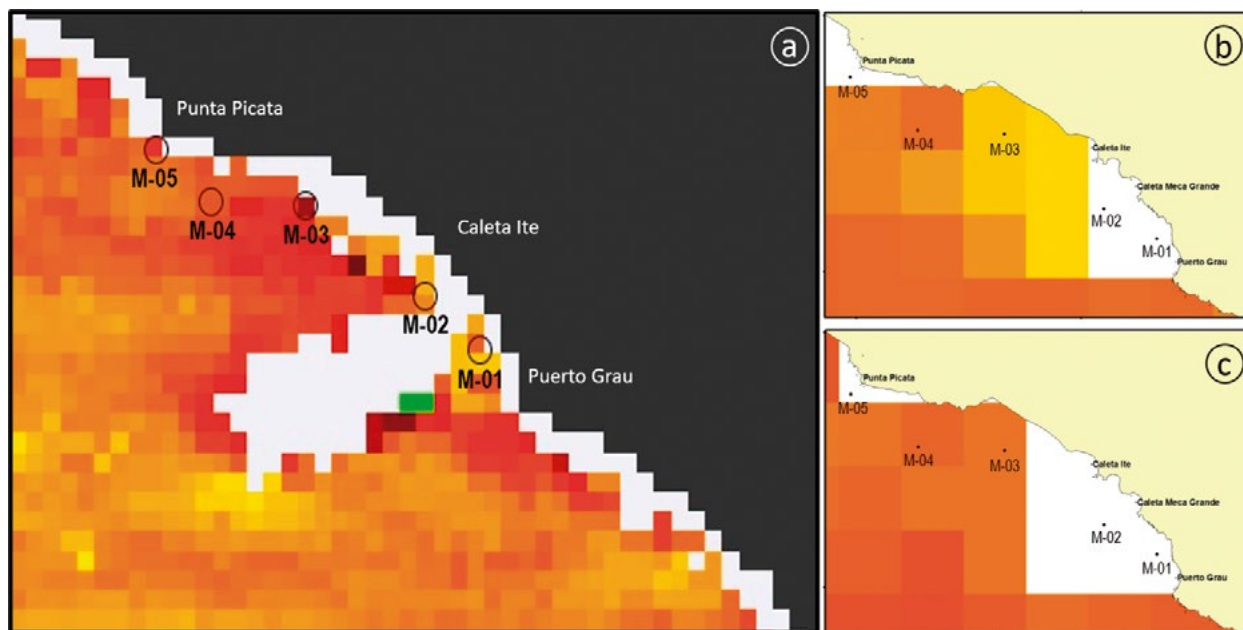 a
Punta Picata
M-05
M-04
M-03
Caleta Ite
M-02
M-01
Puerto Grau
b
Punta Picata
M-05
M-04
M-03
Caleta Ite
Caleta Meca Grande
M-02
M-01
Puerto Grau
c
Punta Picata
M-05
M-04
M-03
Caleta Ite
Caleta Meca Grande
M-02
M-01
Puerto Grau